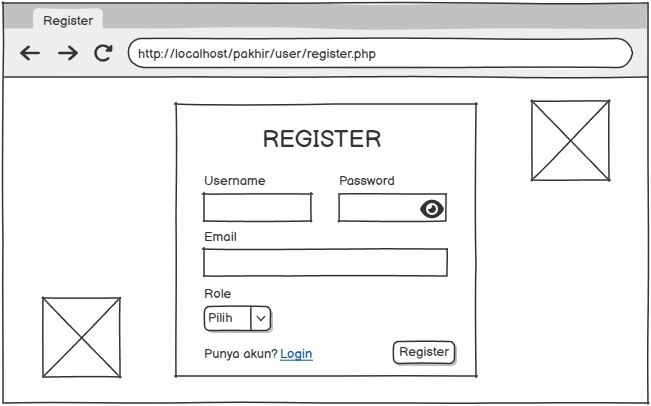 Register
http://localhost/pakhir/user/register.php
REGISTER
Username Password
Email
Role
Pilih
Punya akun? Login Register